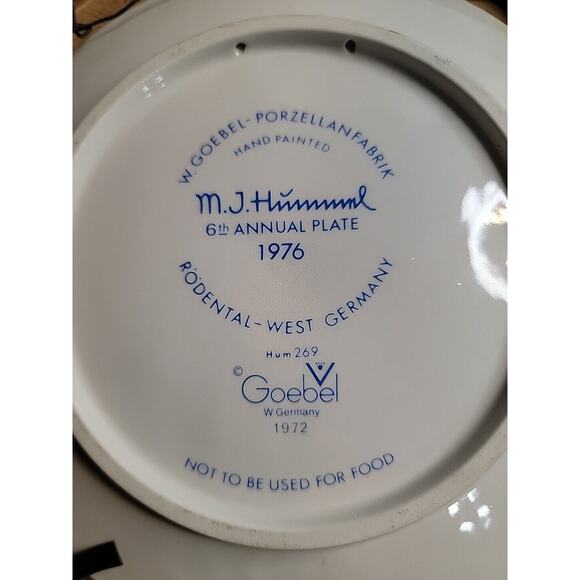 W. GOEBEL-PORZELLANFABRIK
HAND PAINTED
M.J.Hümmel
6th ANNUAL PLATE
1976
RÖDENTAL-WEST GERMANY
Hum 269
© Goebel
W Germany
1972
NOT TO BE USED FOR FOOD